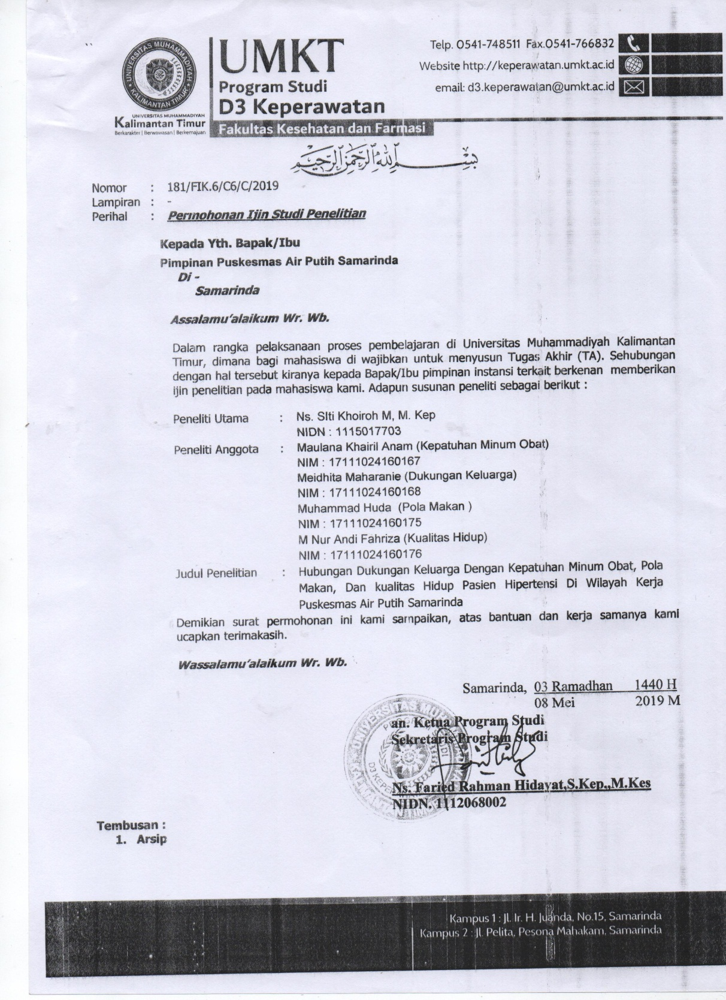 UNIVERSITAS MUHAMMADIYAH
KALIMANTAN TIMUR
UNIVERSITAS MUHAMMADIYAH
Kalimantan Timur
Berkarakter | Berwawasan | Berkemajuan
UMKT
Program Studi
D3 Keperawatan
Fakultas Kesehatan dan Farmasi
Telp. 0541-748511 Fax.0541-766832
Website http://keperawatan.umkt.ac.id
email: d3.keperawatan@umkt.ac.id
بِسْمِ اللهِ الرَّحْمٰنِ الرَّحِيْمِ
Nomor : 181/FIK.6/C6/C/2019
Lampiran : -
Perihal : Permohonan Ijin Studi Penelitian
Kepada Yth. Bapak/Ibu
Pimpinan Puskesmas Air Putih Samarinda
Di -
Samarinda
Assalamu'alaikum Wr. Wb.
Dalam rangka pelaksanaan proses pembelajaran di Universitas Muhammadiyah Kalimantan
Timur, dimana bagi mahasiswa di wajibkan untuk menyusun Tugas Akhir (TA). Sehubungan
dengan hal tersebut kiranya kepada Bapak/Ibu pimpinan instansi terkait berkenan memberikan
ijin penelitian pada mahasiswa kami. Adapun susunan peneliti sebagai berikut :
Peneliti Utama : Ns. SIti Khoiroh M, M. Kep
NIDN : 1115017703
Peneliti Anggota : Maulana Khairil Anam (Kepatuhan Minum Obat)
NIM : 17111024160167
Meidhita Maharanie (Dukungan Keluarga)
NIM : 17111024160168
Muhammad Huda (Pola Makan )
NIM : 17111024160175
M Nur Andi Fahriza (Kualitas Hidup)
NIM : 17111024160176
Judul Penelitian : Hubungan Dukungan Keluarga Dengan Kepatuhan Minum Obat, Pola
Makan, Dan kualitas Hidup Pasien Hipertensi Di Wilayah Kerja
Puskesmas Air Putih Samarinda
Demikian surat permohonan ini kami sampaikan, atas bantuan dan kerja samanya kami
ucapkan terimakasih.
Wassalamu'alaikum Wr. Wb.
Samarinda, 03 Ramadhan 1440 H
08 Mei 2019 M
an. Ketua Program Studi
Sekretaris Program Studi
Ns. Faried Rahman Hidayat,S.Kep.,M.Kes
NIDN. 1112068002
Tembusan :
1. Arsip
Kampus 1 : Jl. Ir. H. Juanda, No.15, Samarinda
Kampus 2 : Jl. Pelita, Pesona Mahakam, Samarinda